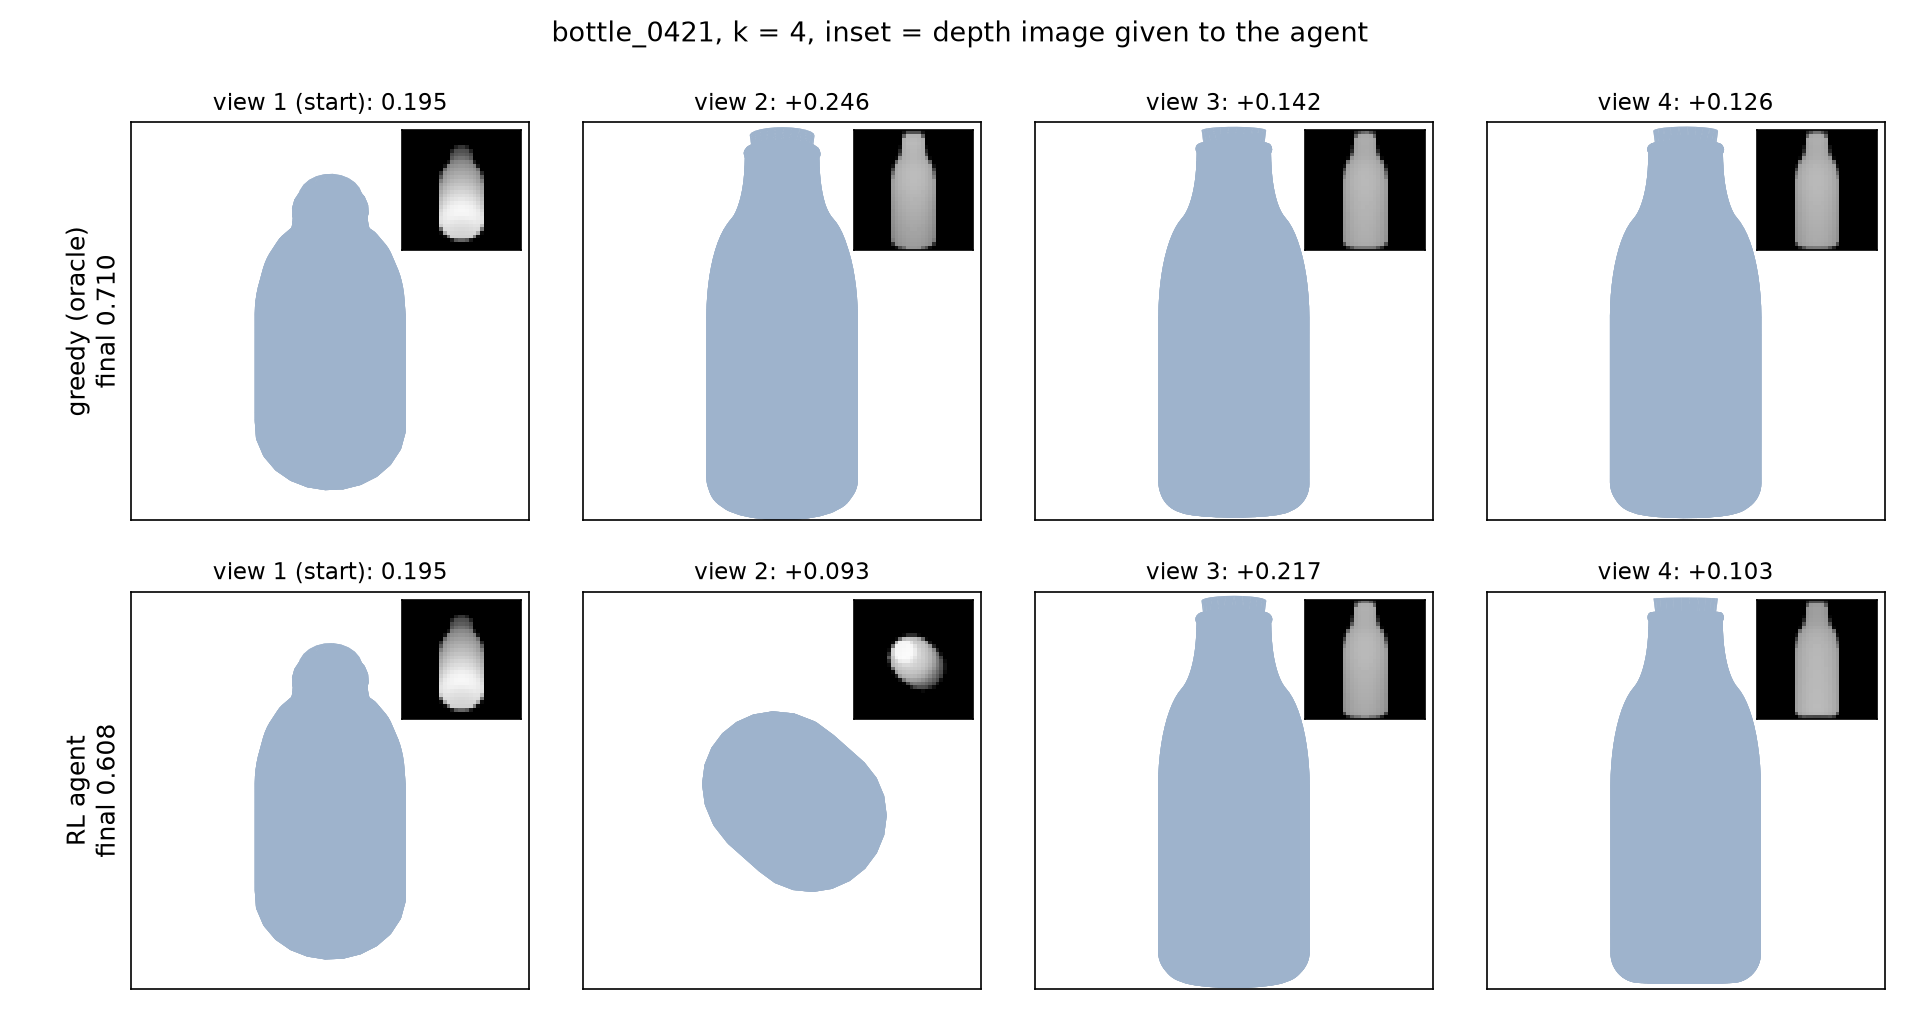 bottle_0421, k = 4, inset = depth image given to the agent
greedy (oracle)
final 0.710
view 1 (start): 0.195
view 2: +0.246
view 3: +0.142
view 4: +0.126
RL agent
final 0.608
view 1 (start): 0.195
view 2: +0.093
view 3: +0.217
view 4: +0.103